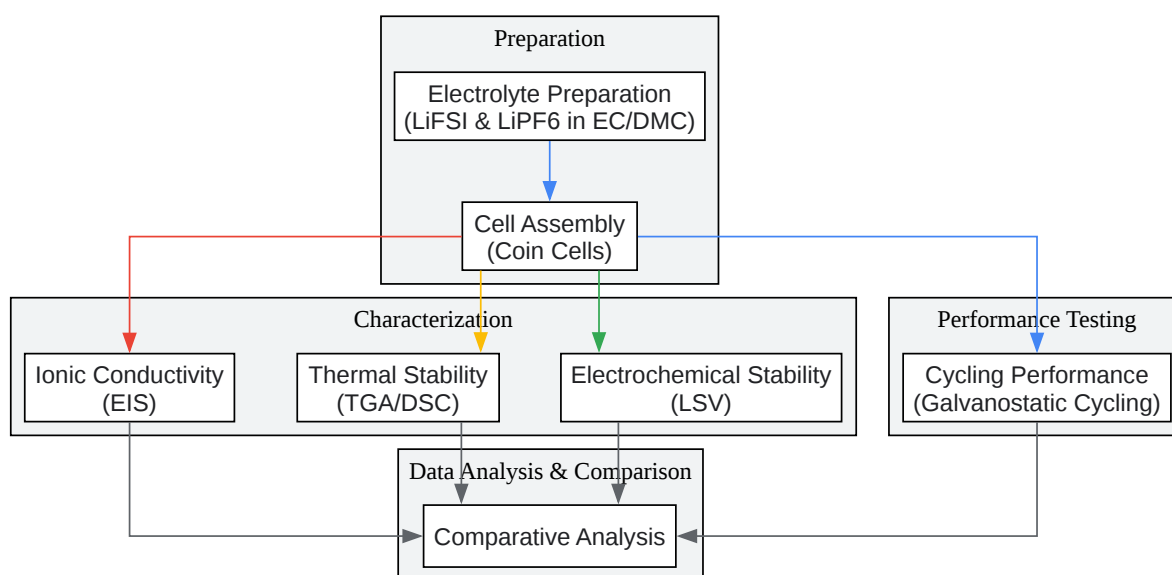 Preparation
Electrolyte Preparation
(LiFSI & LiPF6 in EC/DMC)
Cell Assembly
(Coin Cells)
Characterization
Performance Testing
Ionic Conductivity
(EIS)
Thermal Stability
(TGA/DSC)
Electrochemical Stability
(LSV)
Cycling Performance
(Galvanostatic Cycling)
Data Analysis & Comparison
Comparative Analysis